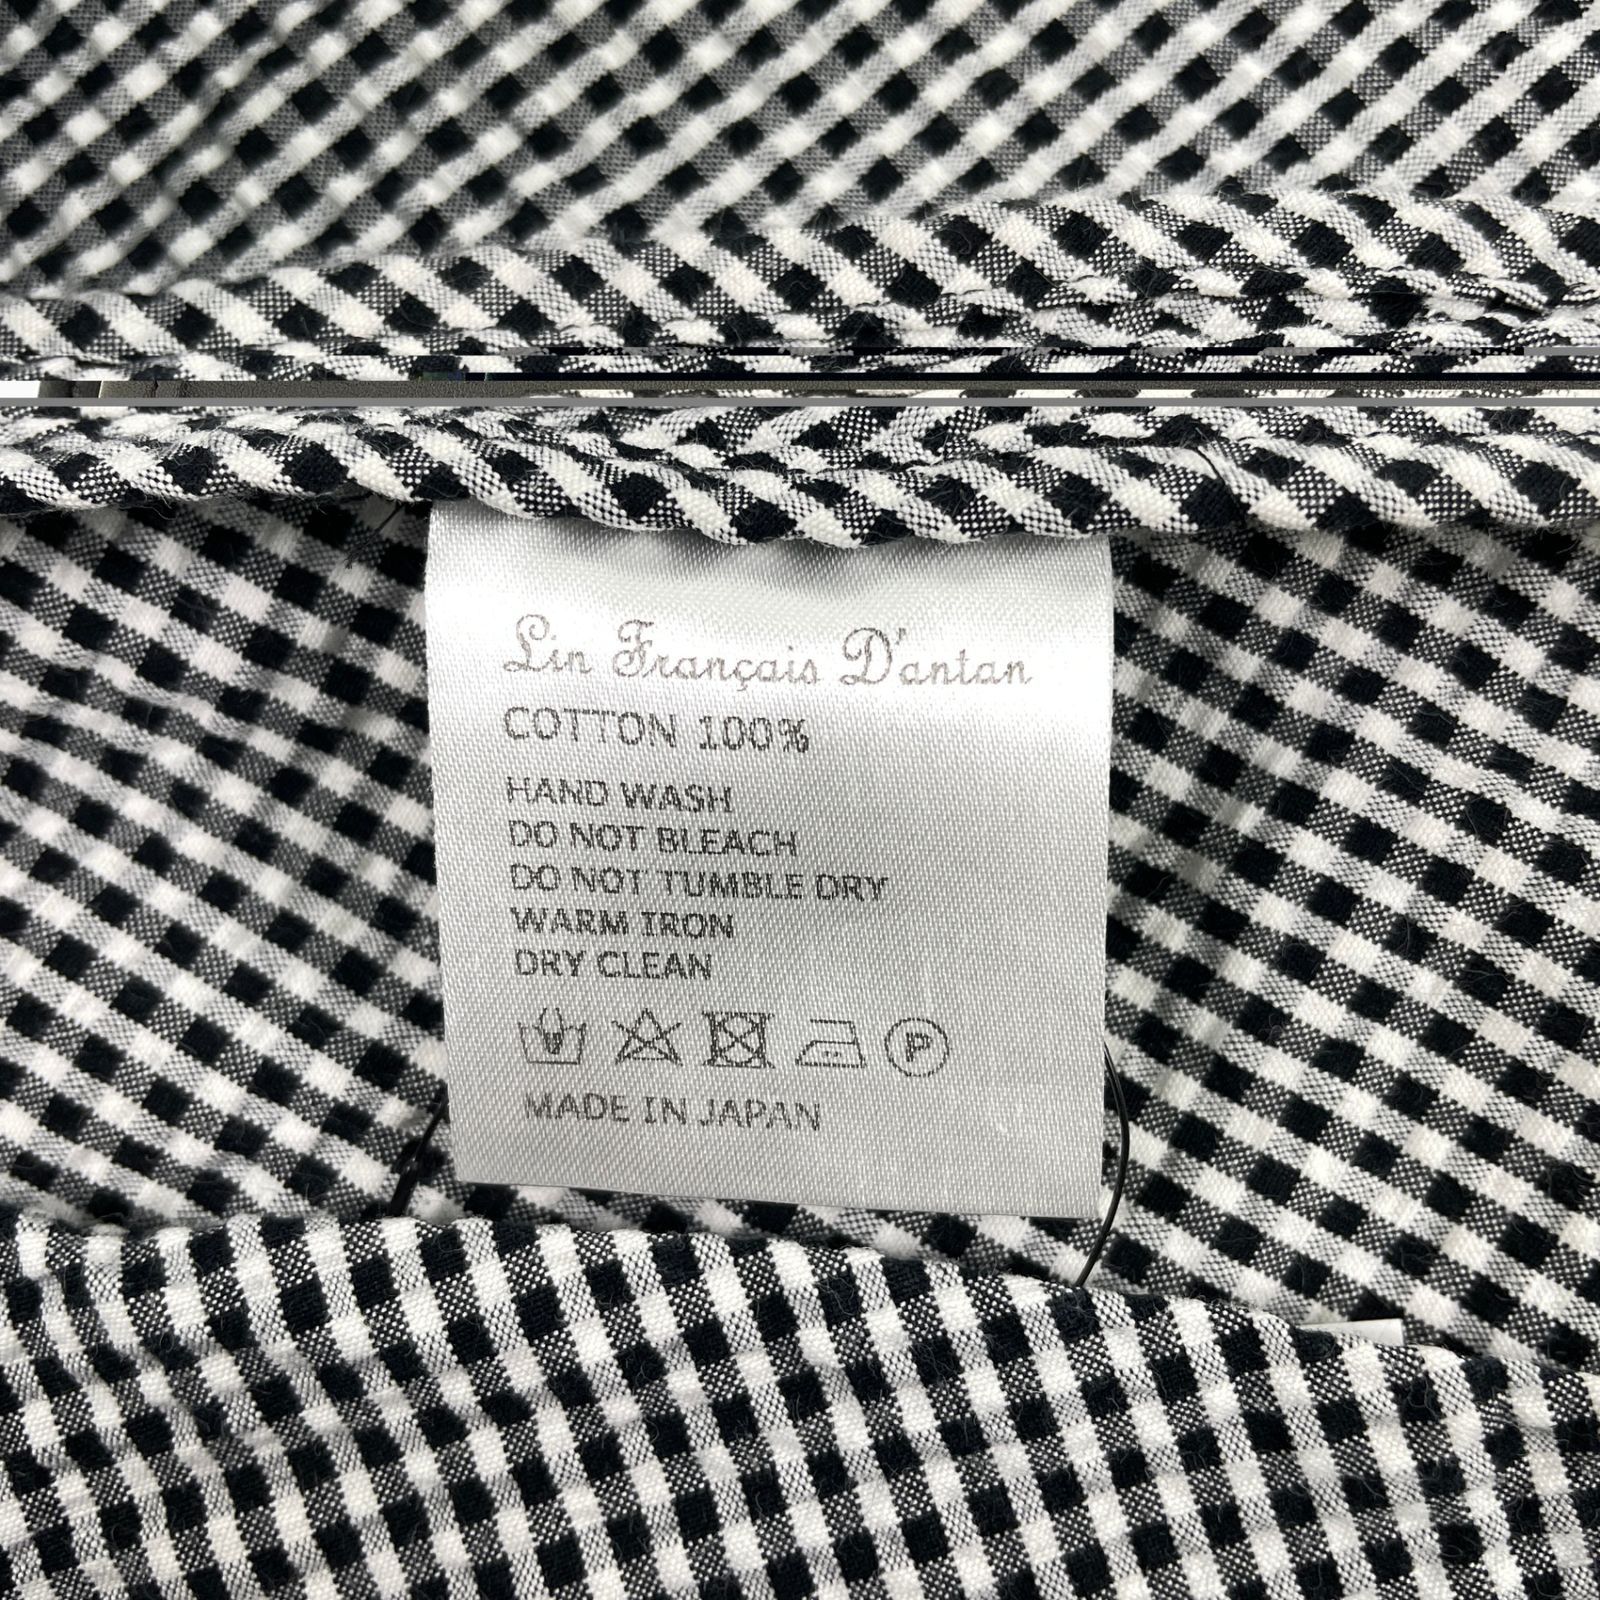 Lin Français D'antan
COTTON 100%
HAND WASH
DO NOT BLEACH
DO NOT TUMBLE DRY
WARM IRON
DRY CLEAN
P
MADE IN JAPAN